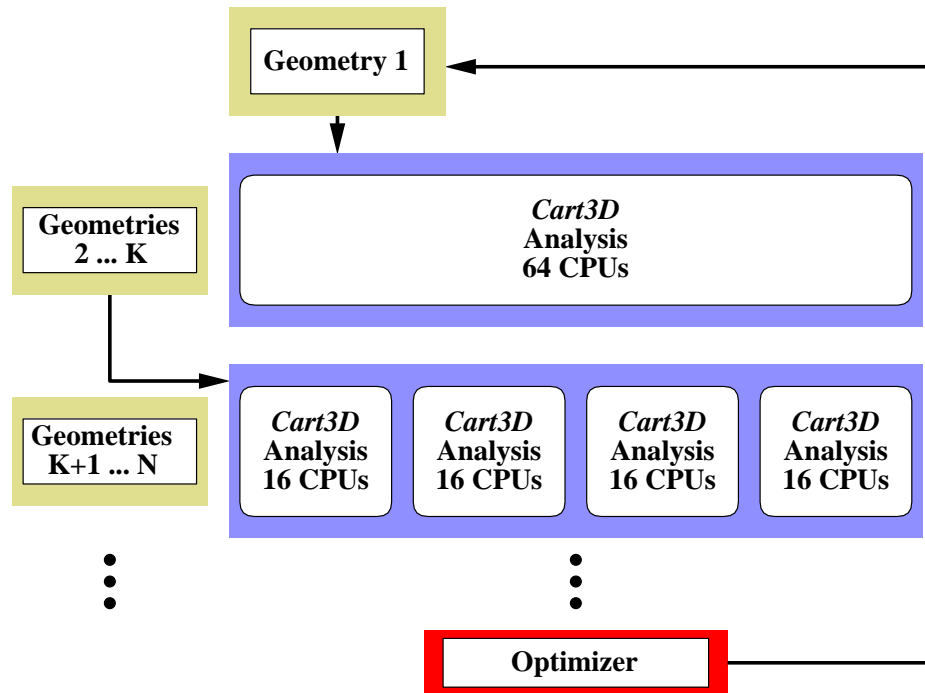 Geometry 1
Cart3D
Analysis
64 CPUs
Geometries
2 ... K
Cart3D
Analysis
16 CPUs
Cart3D
Analysis
16 CPUs
Cart3D
Analysis
16 CPUs
Cart3D
Analysis
16 CPUs
Geometries
K+1 ... N
Optimizer